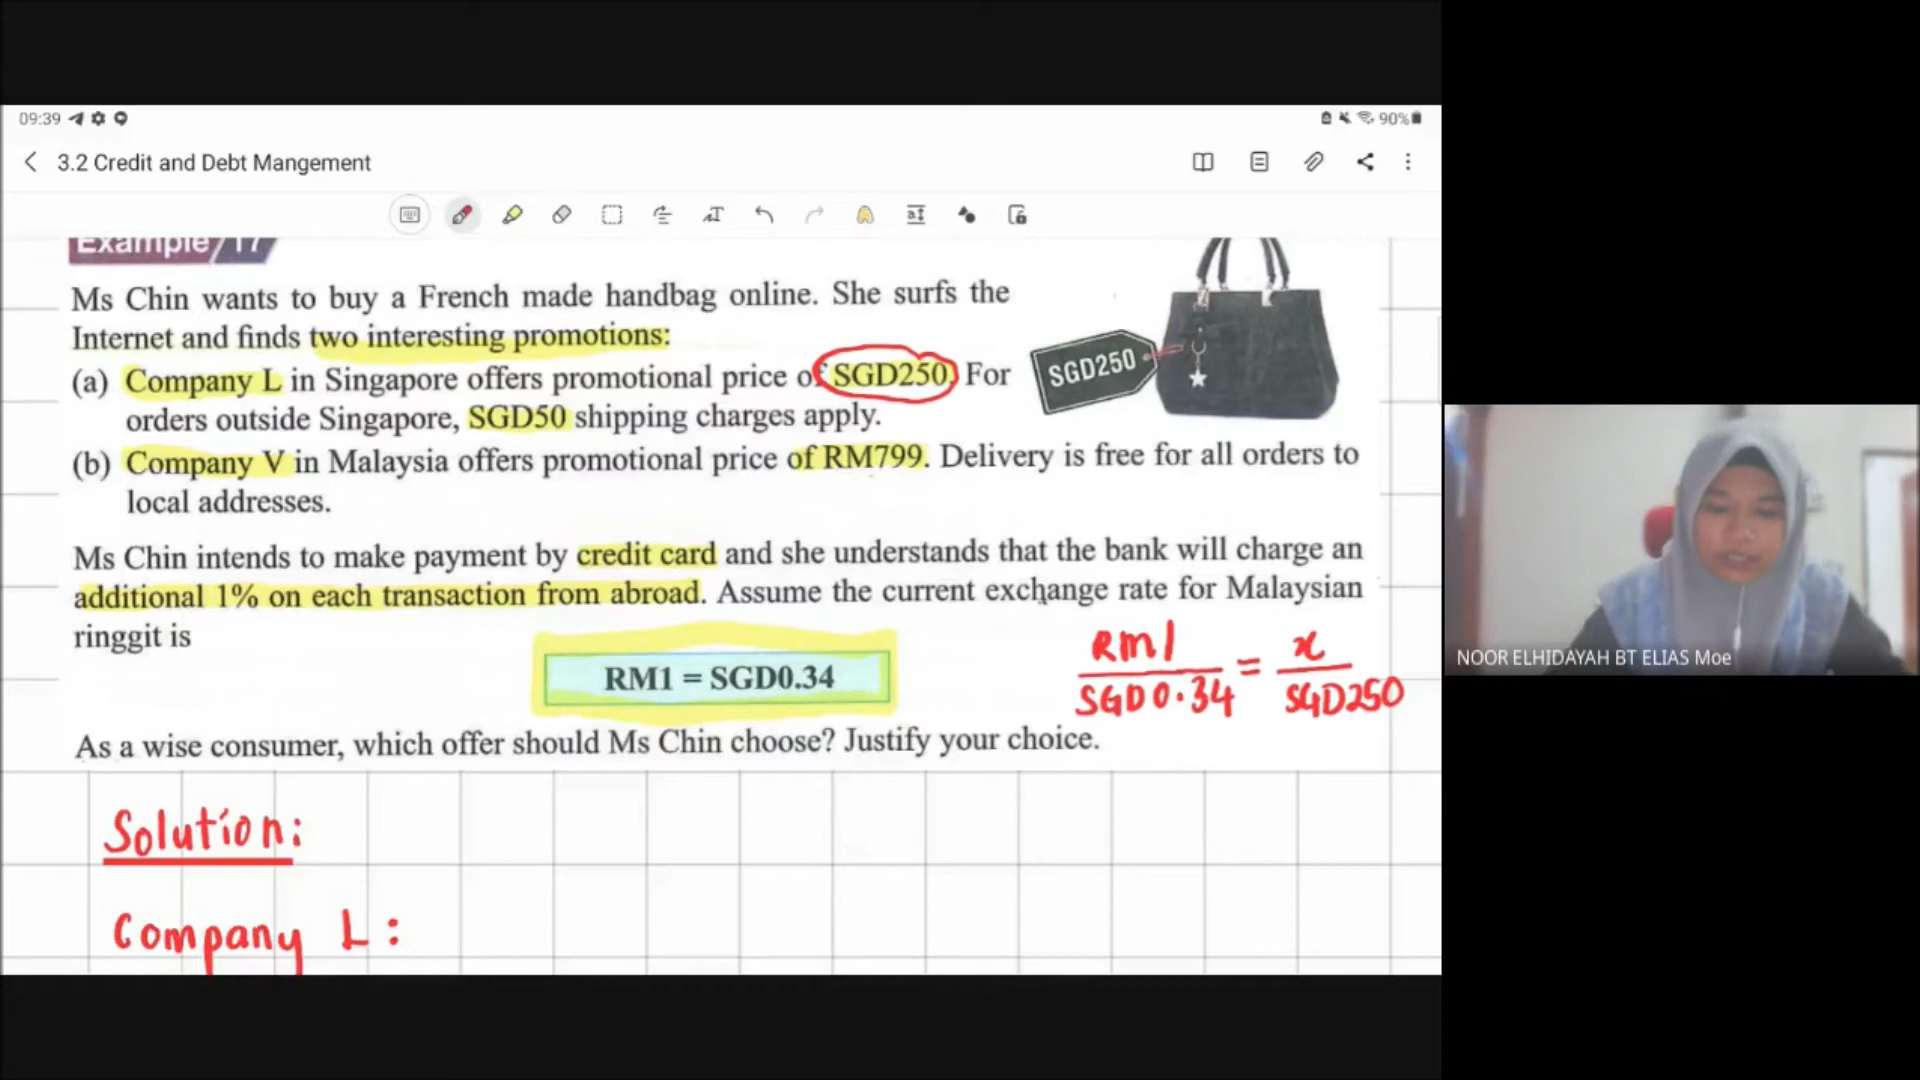 09:39 90%
3.2 Credit and Debt Mangement
Example 17
Ms Chin wants to buy a French made handbag online. She surfs the
Internet and finds two interesting promotions:
(a) Company L in Singapore offers promotional price of SGD250. For
orders outside Singapore, SGD50 shipping charges apply.
SGD250
(b) Company V in Malaysia offers promotional price of RM799. Delivery is free for all orders to
local addresses.
Ms Chin intends to make payment by credit card and she understands that the bank will charge an
additional 1% on each transaction from abroad. Assume the current exchange rate for Malaysian
ringgit is
RM1 = SGD0.34
RM1 / SGD0.34 = x / SGD250
As a wise consumer, which offer should Ms Chin choose? Justify your choice.
Solution:
Company L:
NOOR ELHIDAYAH BT ELIAS Moe